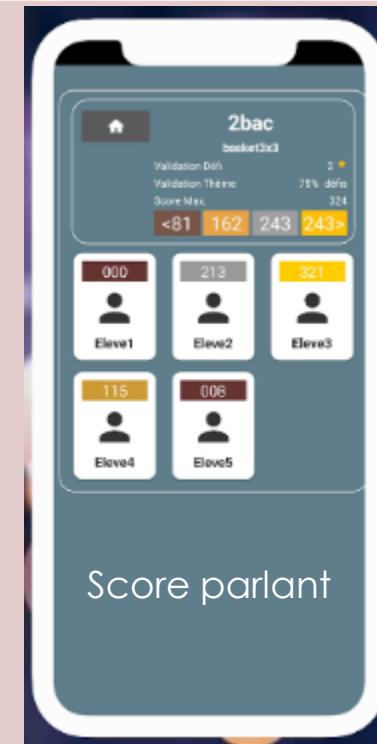 2bac
basket3x3
Validation Défi 2
Validation Thème 75% défis
Score Max. 324
<81 162 243 243>
000 213 321
Eleve1 Eleve2 Eleve3
115 008
Eleve4 Eleve5
Score parlant